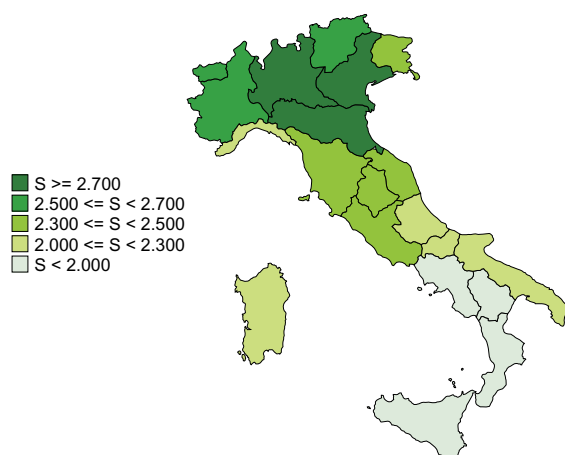 S >= 2.700
2.500 <= S < 2.700
2.300 <= S < 2.500
2.000 <= S < 2.300
S < 2.000